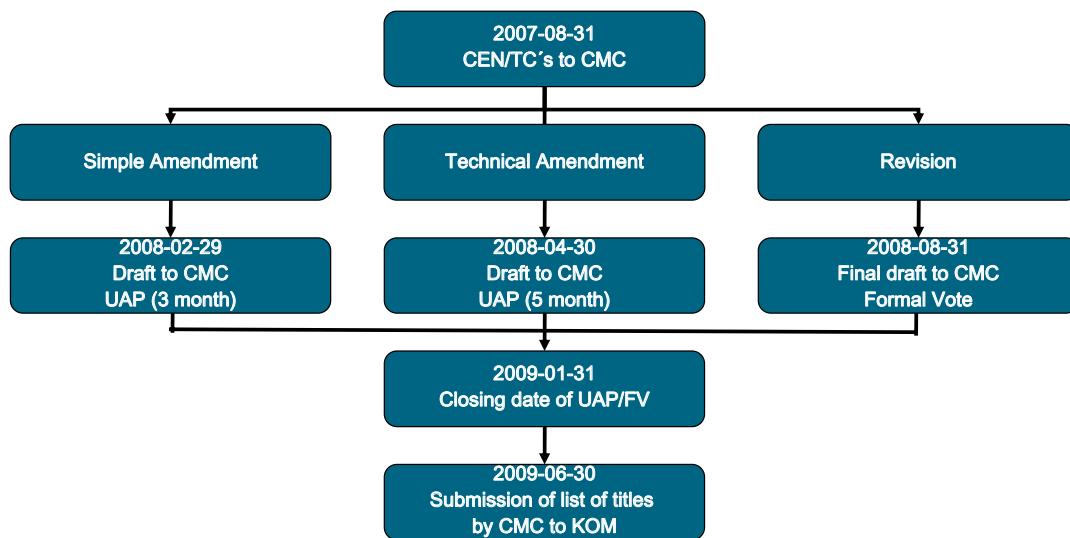 2007-08-31
CEN/TC´s to CMC
Simple Amendment
Technical Amendment
Revision
2008-02-29
Draft to CMC
UAP (3 month)
2008-04-30
Draft to CMC
UAP (5 month)
2008-08-31
Final draft to CMC
Formal Vote
2009-01-31
Closing date of UAP/FV
2009-06-30
Submission of list of titles
by CMC to KOM